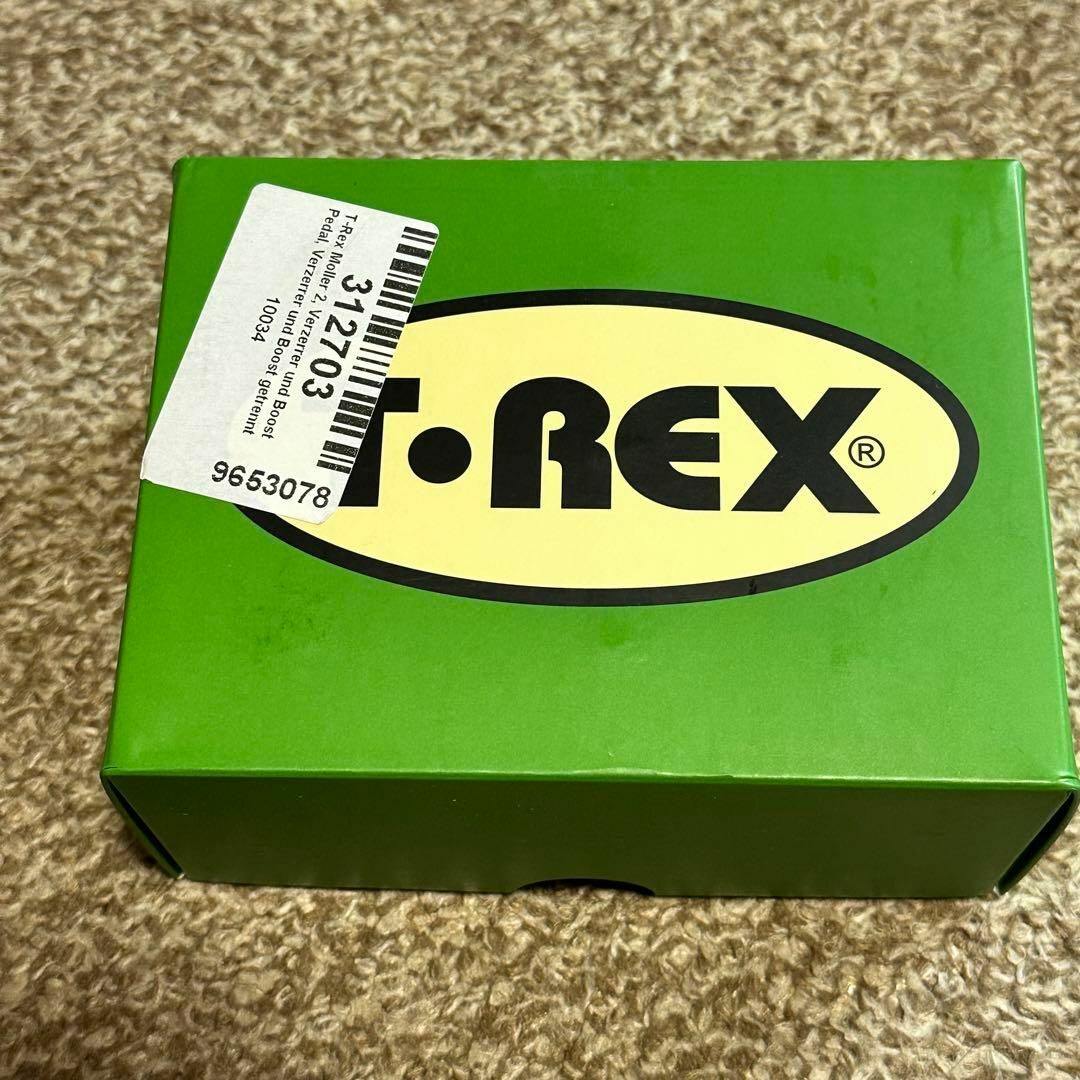 312703
T-Rex Moller 2, Verzerrer und Boost
Pedal, Verzerrer und Boost getrennt
10034
9653078
T•REX®